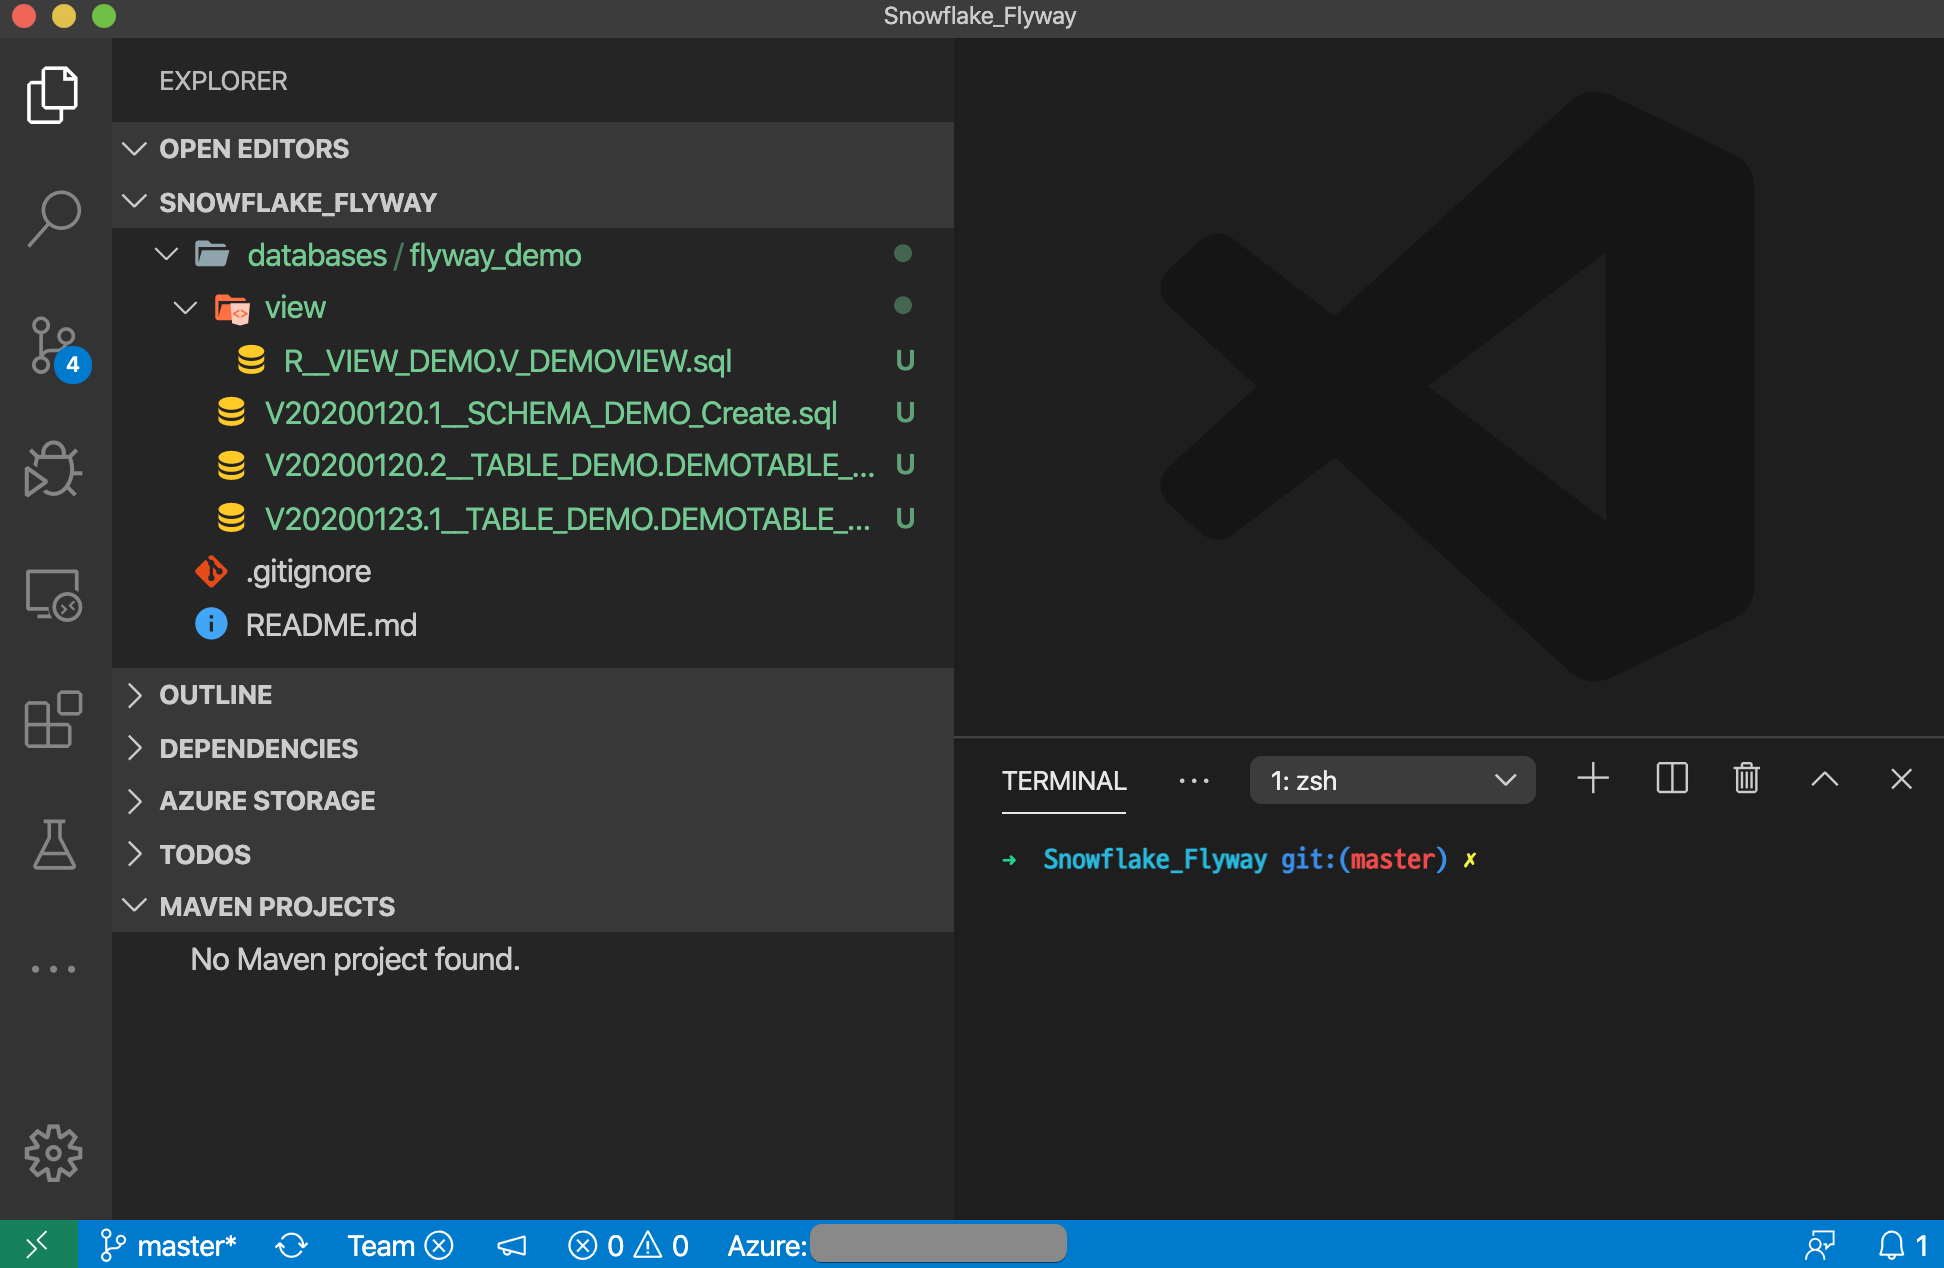 Snowflake_Flyway
EXPLORER
OPEN EDITORS
SNOWFLAKE_FLYWAY
databases / flyway_demo
view
R__VIEW_DEMO.V_DEMOVIEW.sql U
V20200120.1__SCHEMA_DEMO_Create.sql U
V20200120.2__TABLE_DEMO.DEMOTABLE_... U
V20200123.1__TABLE_DEMO.DEMOTABLE_... U
.gitignore
README.md
4
OUTLINE
DEPENDENCIES
AZURE STORAGE
TODOS
MAVEN PROJECTS
No Maven project found.
TERMINAL ... 1: zsh
➜ Snowflake_Flyway git:(master) ✗
master* Team 0 0 Azure: 1